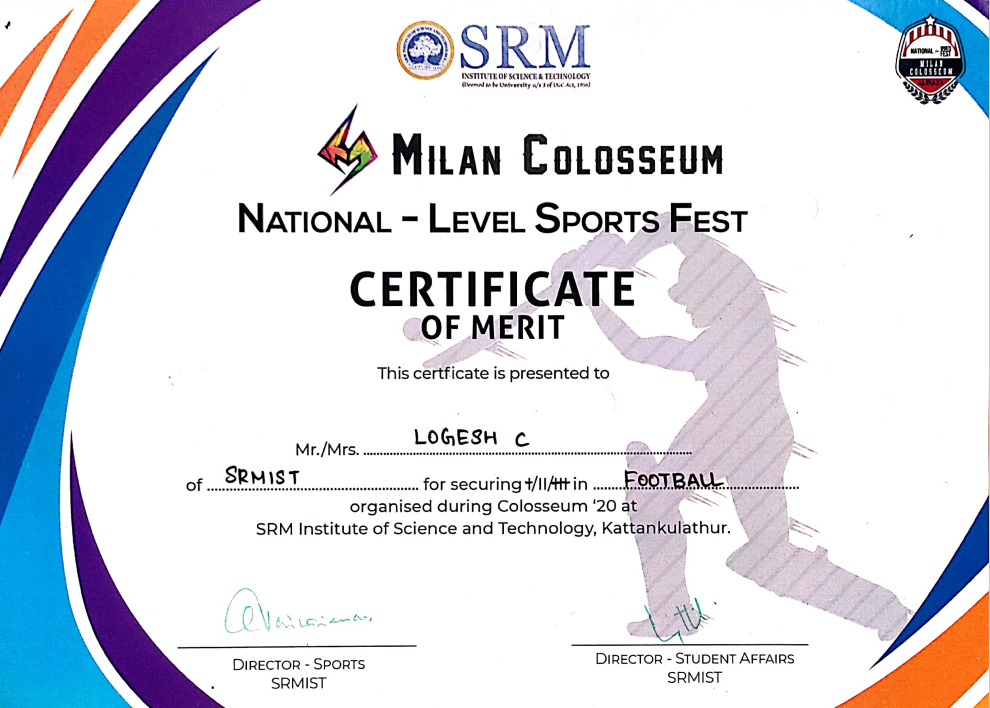 SRM
INSTITUTE OF SCIENCE & TECHNOLOGY
(Deemed to be University u/s 3 of UGC Act, 1956)
NATIONAL
FEST
MILAN
COLOSSEUM
MILAN COLOSSEUM
NATIONAL - LEVEL SPORTS FEST
CERTIFICATE
OF MERIT
This certficate is presented to
Mr./Mrs. LOGESH C
of SRMIST for securing I/II/III in FOOTBALL
organised during Colosseum '20 at
SRM Institute of Science and Technology, Kattankulathur.
DIRECTOR - SPORTS
SRMIST
DIRECTOR - STUDENT AFFAIRS
SRMIST